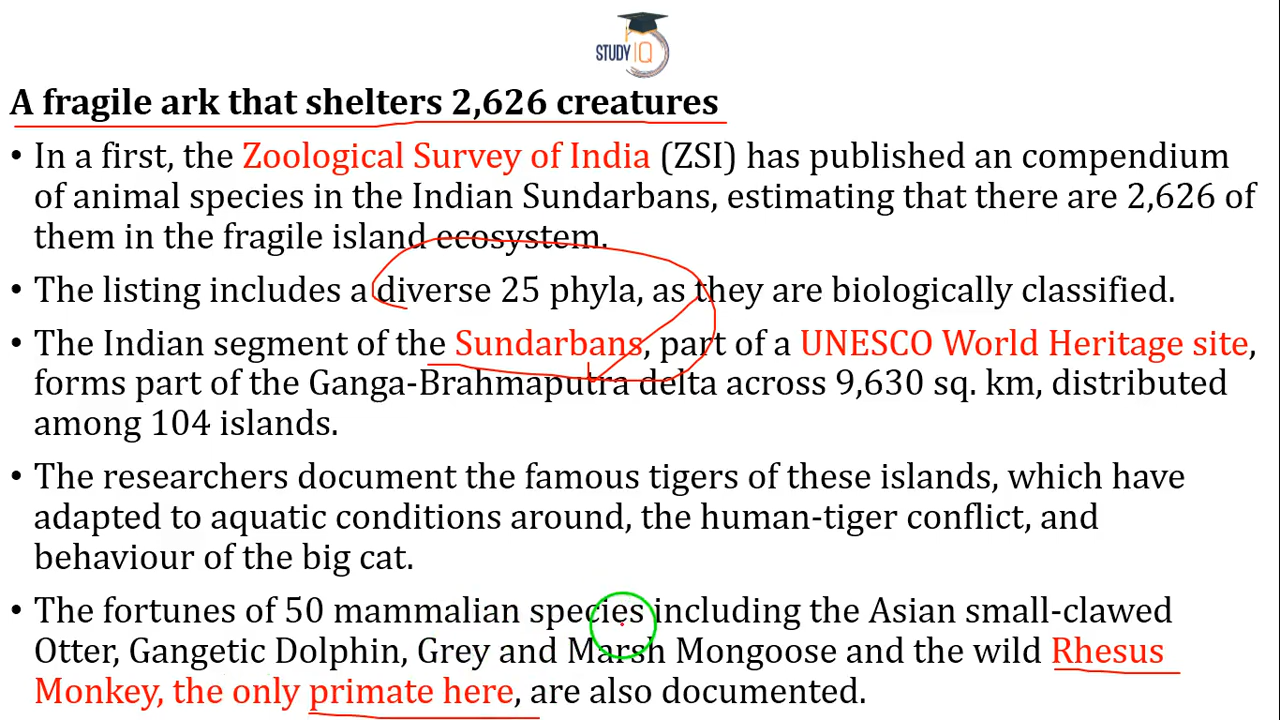 STUDY IQ
A fragile ark that shelters 2,626 creatures
• In a first, the Zoological Survey of India (ZSI) has published an compendium
of animal species in the Indian Sundarbans, estimating that there are 2,626 of
them in the fragile island ecosystem.
• The listing includes a diverse 25 phyla, as they are biologically classified.
• The Indian segment of the Sundarbans, part of a UNESCO World Heritage site,
forms part of the Ganga-Brahmaputra delta across 9,630 sq. km, distributed
among 104 islands.
• The researchers document the famous tigers of these islands, which have
adapted to aquatic conditions around, the human-tiger conflict, and
behaviour of the big cat.
• The fortunes of 50 mammalian species including the Asian small-clawed
Otter, Gangetic Dolphin, Grey and Marsh Mongoose and the wild Rhesus
Monkey, the only primate here, are also documented.